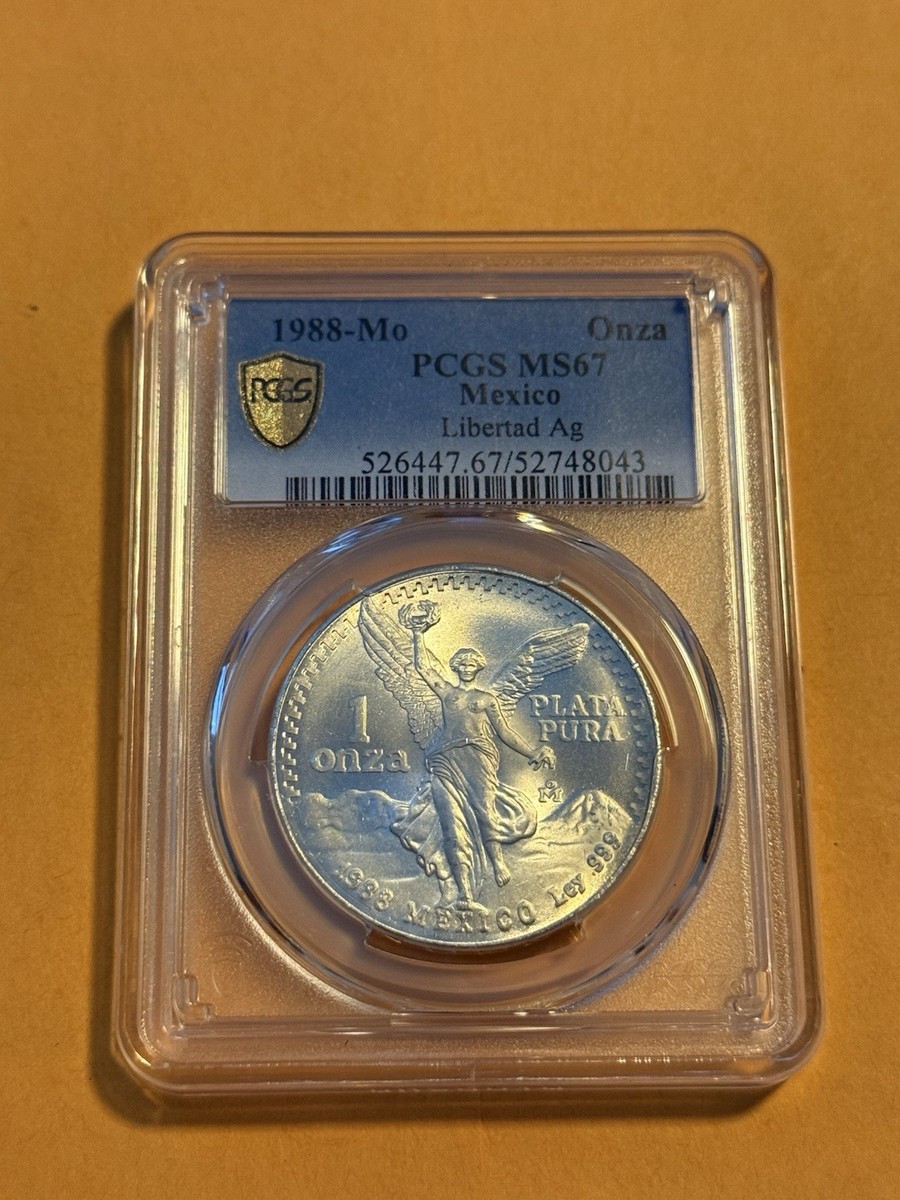 1988-Mo Onza
PCGS PCGS MS67
Mexico
Libertad Ag
526447.67/52748043
1
onza
PLATA
PURA
M
1988 MEXICO Ley .999